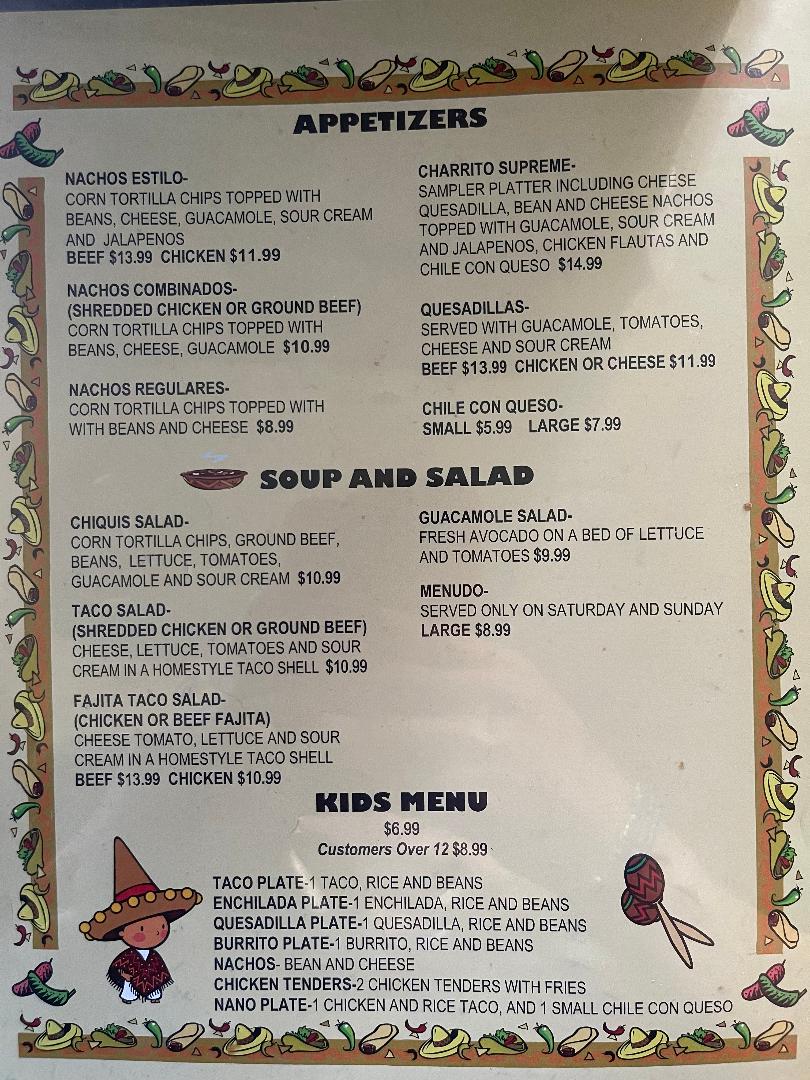 APPETIZERS
NACHOS ESTILO-
CORN TORTILLA CHIPS TOPPED WITH
BEANS, CHEESE, GUACAMOLE, SOUR CREAM
AND JALAPENOS
BEEF $13.99 CHICKEN $11.99
NACHOS COMBINADOS-
(SHREDDED CHICKEN OR GROUND BEEF)
CORN TORTILLA CHIPS TOPPED WITH
BEANS, CHEESE, GUACAMOLE $10.99
NACHOS REGULARES-
CORN TORTILLA CHIPS TOPPED WITH
WITH BEANS AND CHEESE $8.99
CHARRITO SUPREME-
SAMPLER PLATTER INCLUDING CHEESE
QUESADILLA, BEAN AND CHEESE NACHOS
TOPPED WITH GUACAMOLE, SOUR CREAM
AND JALAPENOS, CHICKEN FLAUTAS AND
CHILE CON QUESO $14.99
QUESADILLAS-
SERVED WITH GUACAMOLE, TOMATOES,
CHEESE AND SOUR CREAM
BEEF $13.99 CHICKEN OR CHEESE $11.99
CHILE CON QUESO-
SMALL $5.99 LARGE $7.99
SOUP AND SALAD
CHIQUIS SALAD-
CORN TORTILLA CHIPS, GROUND BEEF,
BEANS, LETTUCE, TOMATOES,
GUACAMOLE AND SOUR CREAM $10.99
TACO SALAD-
(SHREDDED CHICKEN OR GROUND BEEF)
CHEESE, LETTUCE, TOMATOES AND SOUR
CREAM IN A HOMESTYLE TACO SHELL $10.99
FAJITA TACO SALAD-
(CHICKEN OR BEEF FAJITA)
CHEESE TOMATO, LETTUCE AND SOUR
CREAM IN A HOMESTYLE TACO SHELL
BEEF $13.99 CHICKEN $10.99
GUACAMOLE SALAD-
FRESH AVOCADO ON A BED OF LETTUCE
AND TOMATOES $9.99
MENUDO-
SERVED ONLY ON SATURDAY AND SUNDAY
LARGE $8.99
KIDS MENU
$6.99
Customers Over 12 $8.99
TACO PLATE-1 TACO, RICE AND BEANS
ENCHILADA PLATE-1 ENCHILADA, RICE AND BEANS
QUESADILLA PLATE-1 QUESADILLA, RICE AND BEANS
BURRITO PLATE-1 BURRITO, RICE AND BEANS
NACHOS- BEAN AND CHEESE
CHICKEN TENDERS-2 CHICKEN TENDERS WITH FRIES
NANO PLATE-1 CHICKEN AND RICE TACO, AND 1 SMALL CHILE CON QUESO